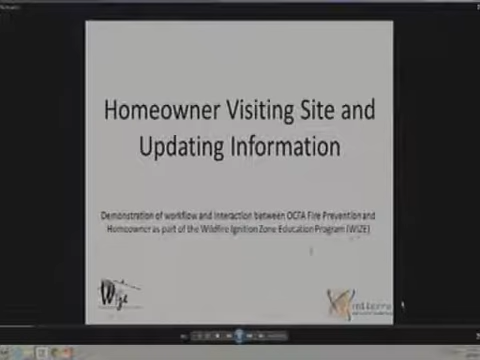 Homeowner Visiting Site and
Updating Information
Demonstration of workflow and interaction between OCFA Fire Prevention and
Homeowner as part of the Wildfire Ignition Zone Education Program (WIZE)
Wize